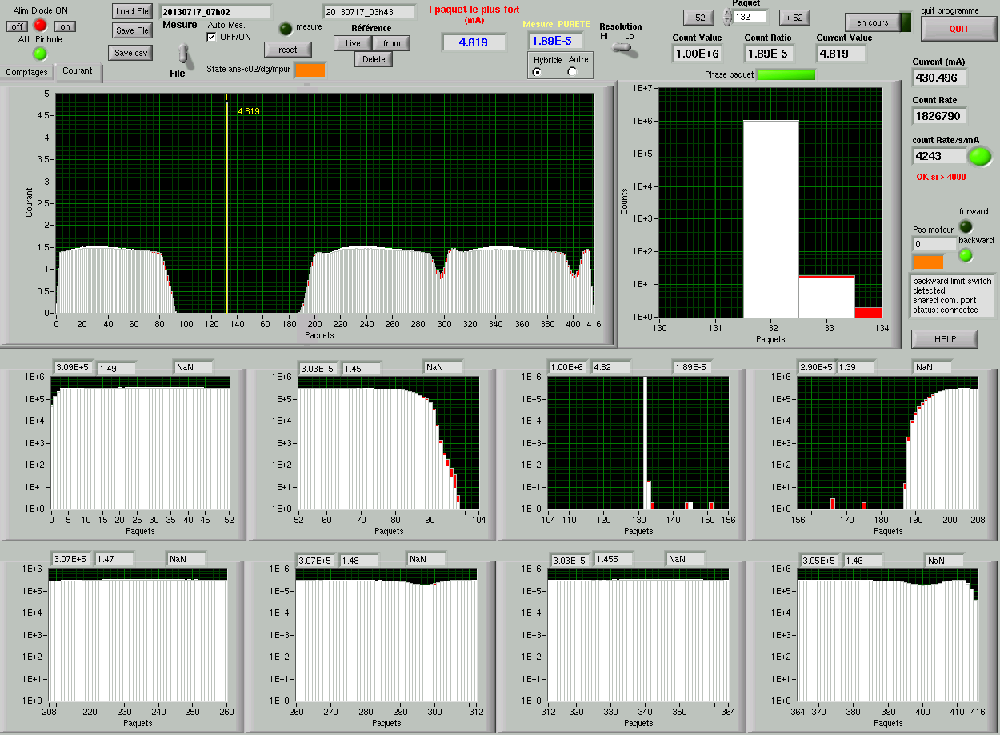 Alim Diode ON
off
on
Att. Pinhole
Comptages
Courant
Load File
Save File
Save csv
20130717_07h02
Mesure
Auto Mes.
OFF/ON
File
mesure
reset
State ans-c02/dg/mpur
20130717_03h43
Référence
Live
from
Delete
I paquet le plus fort
(mA)
4.819
Mesure PURETE
1.89E-5
Hybride
Autre
Resolution
Hi
Lo
-52
Paquet
132
+ 52
en cours
quit programme
QUIT
Count Value
1.00E+6
Count Ratio
1.89E-5
Current Value
4.819
Phase paquet
Current (mA)
430.496
Count Rate
1826790
count Rate/s/mA
4243
OK si > 4000
forward
Pas moteur
backward
0
backward limit switch
detected
shared com. port
status: connected
HELP
Courant
5
4.5
4
3.5
3
2.5
2
1.5
1
0.5
0
4.819
0 20 40 60 80 100 120 140 160 180 200 220 240 260 280 300 320 340 360 380 400 416
Paquets
Counts
1E+7
1E+6
1E+5
1E+4
1E+3
1E+2
1E+1
1E+0
130 131 132 133 134
Paquets
3.09E+5 1.49 NaN
1E+6
1E+5
1E+4
1E+3
1E+2
1E+1
1E+0
0 5 10 15 20 25 30 35 40 45 52
Paquets
3.03E+5 1.45 NaN
1E+6
1E+5
1E+4
1E+3
1E+2
1E+1
1E+0
52 60 70 80 90 104
Paquets
1.00E+6 4.82 1.89E-5
1E+6
1E+5
1E+4
1E+3
1E+2
1E+1
1E+0
104 110 120 130 140 150 156
Paquets
2.90E+5 1.39 NaN
1E+6
1E+5
1E+4
1E+3
1E+2
1E+1
1E+0
156 170 180 190 200 208
Paquets
3.07E+5 1.47 NaN
1E+6
1E+5
1E+4
1E+3
1E+2
1E+1
1E+0
208 220 230 240 250 260
Paquets
3.07E+5 1.48 NaN
1E+6
1E+5
1E+4
1E+3
1E+2
1E+1
1E+0
260 270 280 290 300 312
Paquets
3.03E+5 1.455 NaN
1E+6
1E+5
1E+4
1E+3
1E+2
1E+1
1E+0
312 320 330 340 350 364
Paquets
3.05E+5 1.46 NaN
1E+6
1E+5
1E+4
1E+3
1E+2
1E+1
1E+0
364 370 380 390 400 410 416
Paquets